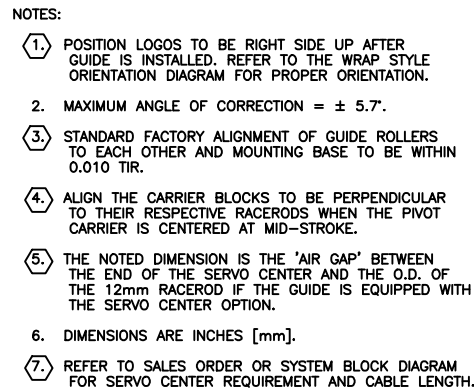 NOTES:
1. POSITION LOGOS TO BE RIGHT SIDE UP AFTER
GUIDE IS INSTALLED. REFER TO THE WRAP STYLE
ORIENTATION DIAGRAM FOR PROPER ORIENTATION.
2. MAXIMUM ANGLE OF CORRECTION = ± 5.7°.
3. STANDARD FACTORY ALIGNMENT OF GUIDE ROLLERS
TO EACH OTHER AND MOUNTING BASE TO BE WITHIN
0.010 TIR.
4. ALIGN THE CARRIER BLOCKS TO BE PERPENDICULAR
TO THEIR RESPECTIVE RACERODS WHEN THE PIVOT
CARRIER IS CENTERED AT MID-STROKE.
5. THE NOTED DIMENSION IS THE 'AIR GAP' BETWEEN
THE END OF THE SERVO CENTER AND THE O.D. OF
THE 12mm RACEROD IF THE GUIDE IS EQUIPPED WITH
THE SERVO CENTER OPTION.
6. DIMENSIONS ARE INCHES [mm].
7. REFER TO SALES ORDER OR SYSTEM BLOCK DIAGRAM
FOR SERVO CENTER REQUIREMENT AND CABLE LENGTH.